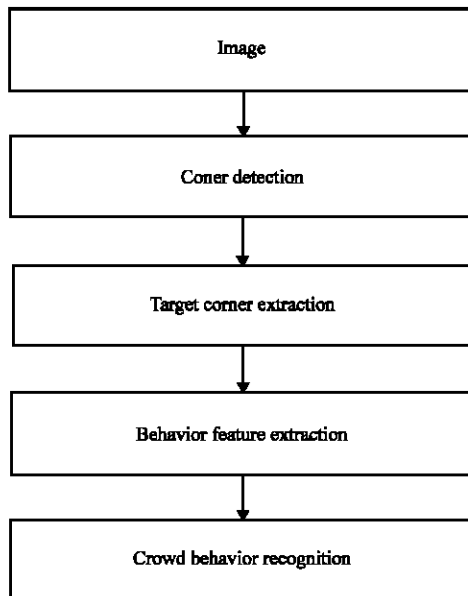 Image
Coner detection
Target corner extraction
Behavior feature extraction
Crowd behavior recognition